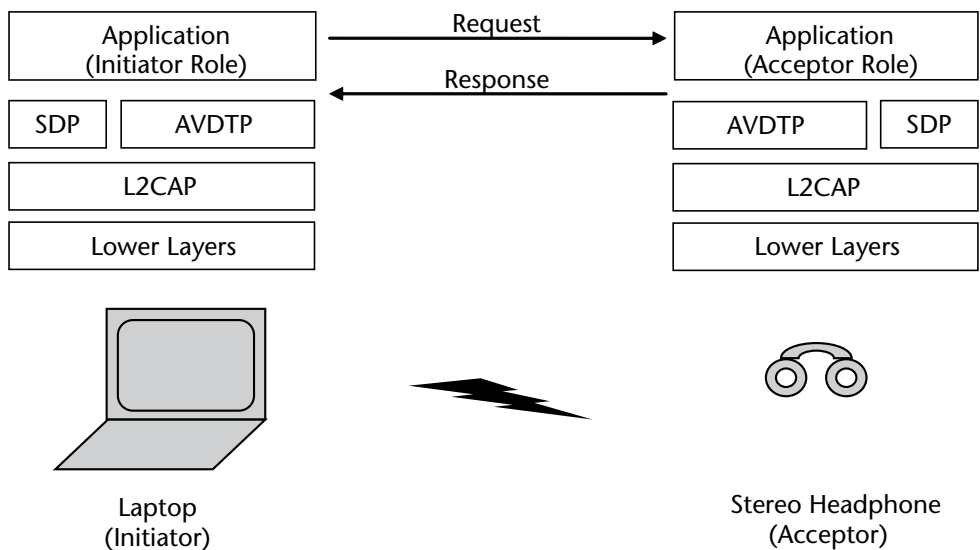 Application
(Initiator Role)
Request
Application
(Acceptor Role)
Response
SDP
AVDTP
AVDTP
SDP
L2CAP
L2CAP
Lower Layers
Lower Layers
Laptop
(Initiator)
Stereo Headphone
(Acceptor)